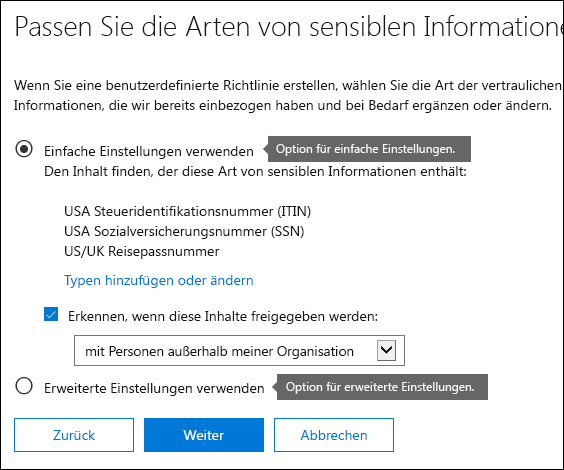 Passen Sie die Arten von sensiblen Informatione
Wenn Sie eine benutzerdefinierte Richtlinie erstellen, wählen Sie die Art der vertraulichen
Informationen, die wir bereits einbezogen haben und bei Bedarf ergänzen oder ändern.
Einfache Einstellungen verwenden Option für einfache Einstellungen.
Den Inhalt finden, der diese Art von sensiblen Informationen enthält:
USA Steueridentifikationsnummer (ITIN)
USA Sozialversicherungsnummer (SSN)
US/UK Reisepassnummer
Typen hinzufügen oder ändern
Erkennen, wenn diese Inhalte freigegeben werden:
mit Personen außerhalb meiner Organisation
Erweiterte Einstellungen verwenden Option für erweiterte Einstellungen.
Zurück Weiter Abbrechen